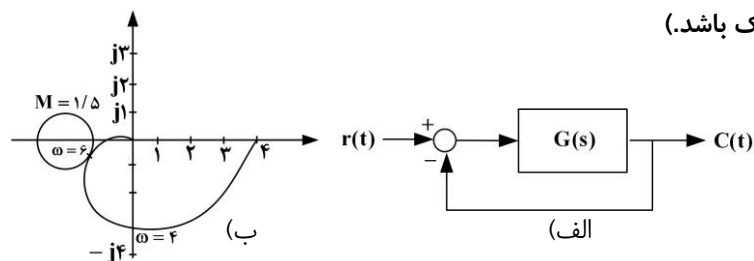 ک باشد.)
j۳
j۲
j۱
M = ۱/۵
ω = ۶
۱ ۲ ۳ ۴
ω = ۴
− j۴
ب)
r(t)
+
−
G(s)
C(t)
الف)